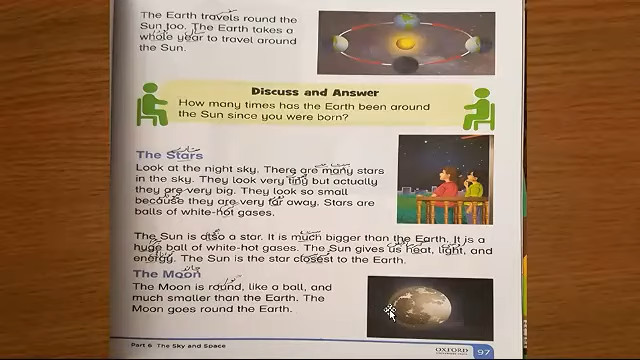 The Earth travels round the
Sun too. The Earth takes a
whole year to travel around
the Sun.
Discuss and Answer
How many times has the Earth been around
the Sun since you were born?
The Stars
Look at the night sky. There are many stars
in the sky. They look very tiny but actually
they are very big. They look so small
because they are very far away. Stars are
balls of white-hot gases.
The Sun is also a star. It is much bigger than the Earth. It is a
huge ball of white-hot gases. The Sun gives us heat, light, and
energy. The Sun is the star closest to the Earth.
The Moon
The Moon is round, like a ball, and
much smaller than the Earth. The
Moon goes round the Earth.
Part 6 The Sky and Space
OXFORD
97